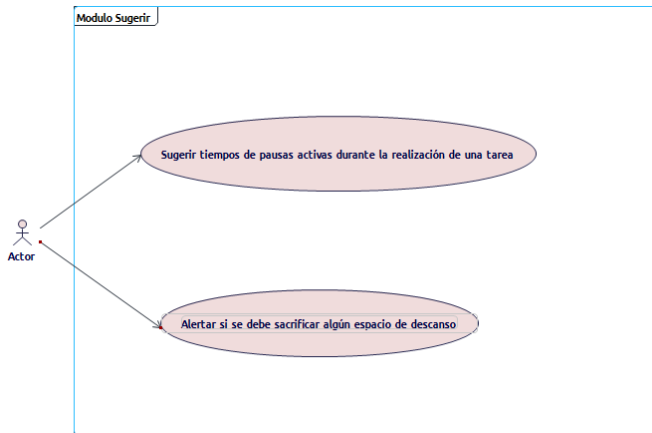 Modulo Sugerir
Sugerir tiempos de pausas activas durante la realización de una tarea
Actor
Alertar si se debe sacrificar algún espacio de descanso